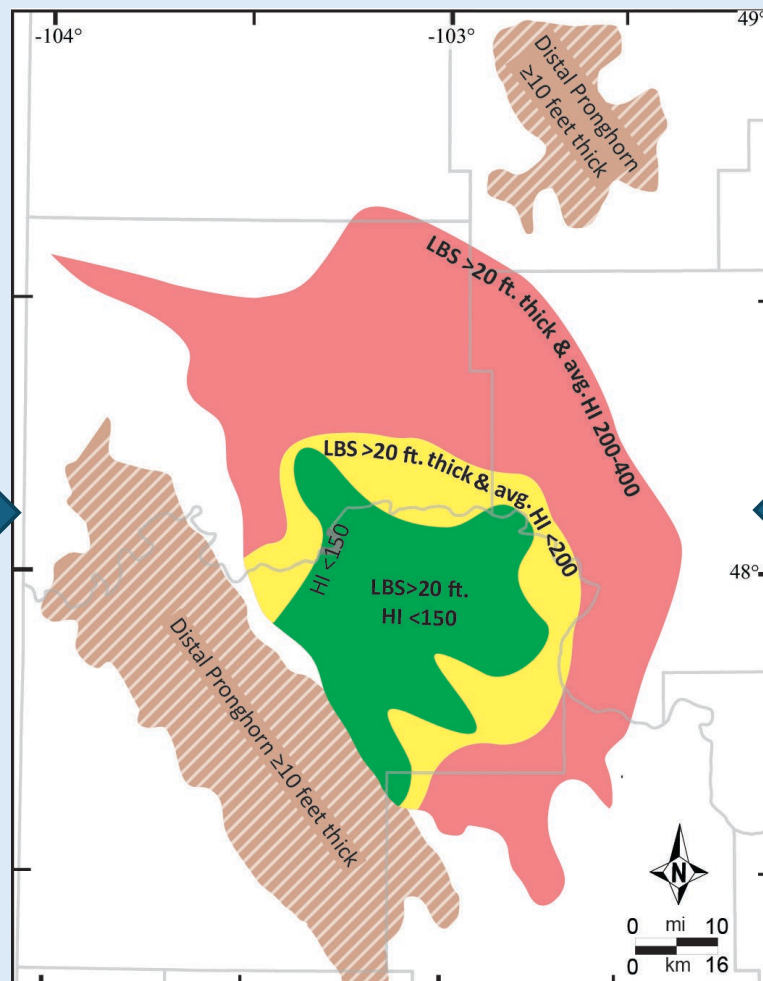 -104°
-103°
49°
Distal Pronghorn
≥10 feet thick
LBS >20 ft. thick & avg. HI 200-400
LBS >20 ft. thick & avg. HI <200
HI <150
LBS>20 ft.
HI <150
48°
Distal Pronghorn ≥10 feet thick
N
0 mi 10
0 km 16